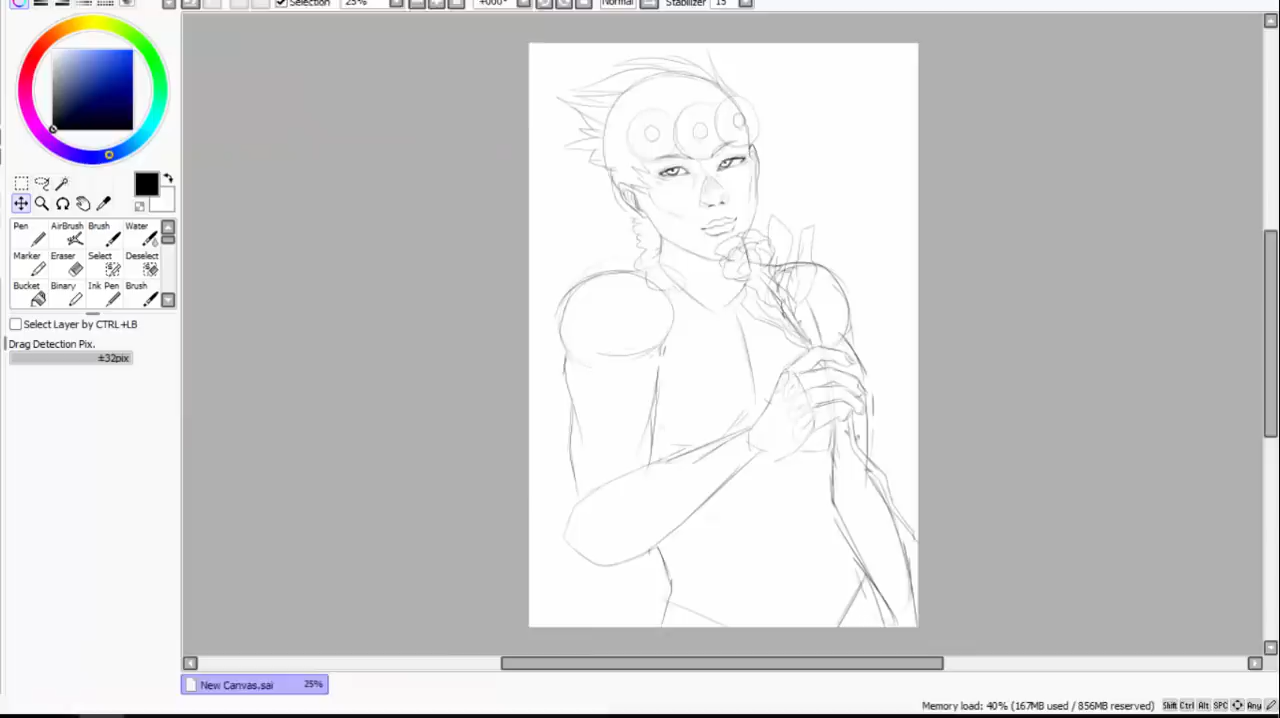 Selection 25% +000° Normal Stabilizer 15
Pen AirBrush Brush Water
Marker Eraser Select Deselect
Bucket Binary Ink Pen Brush
Select Layer by CTRL+LB
Drag Detection Pix.
±32pix
New Canvas.sai 25%
Memory load: 40% (167MB used / 856MB reserved) Shift Ctrl Alt SPC Any